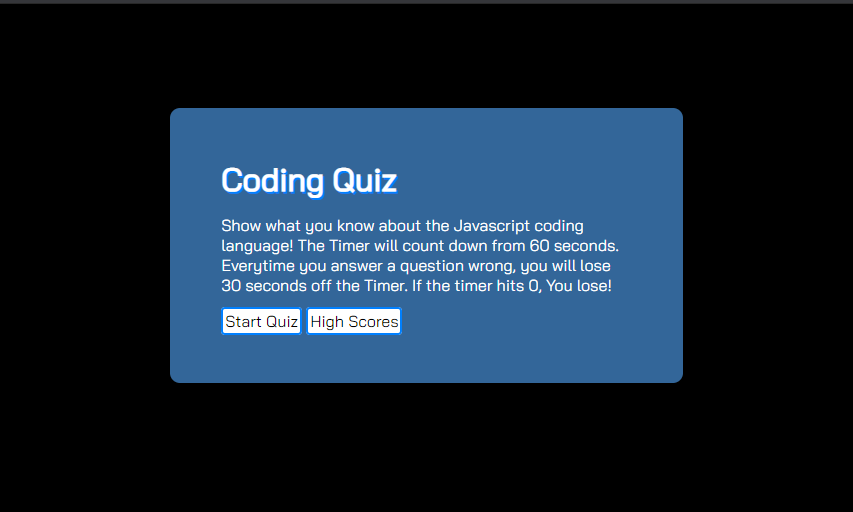 Coding Quiz
Show what you know about the Javascript coding
language! The Timer will count down from 60 seconds.
Everytime you answer a question wrong, you will lose
30 seconds off the Timer. If the timer hits 0, You lose!
Start Quiz High Scores